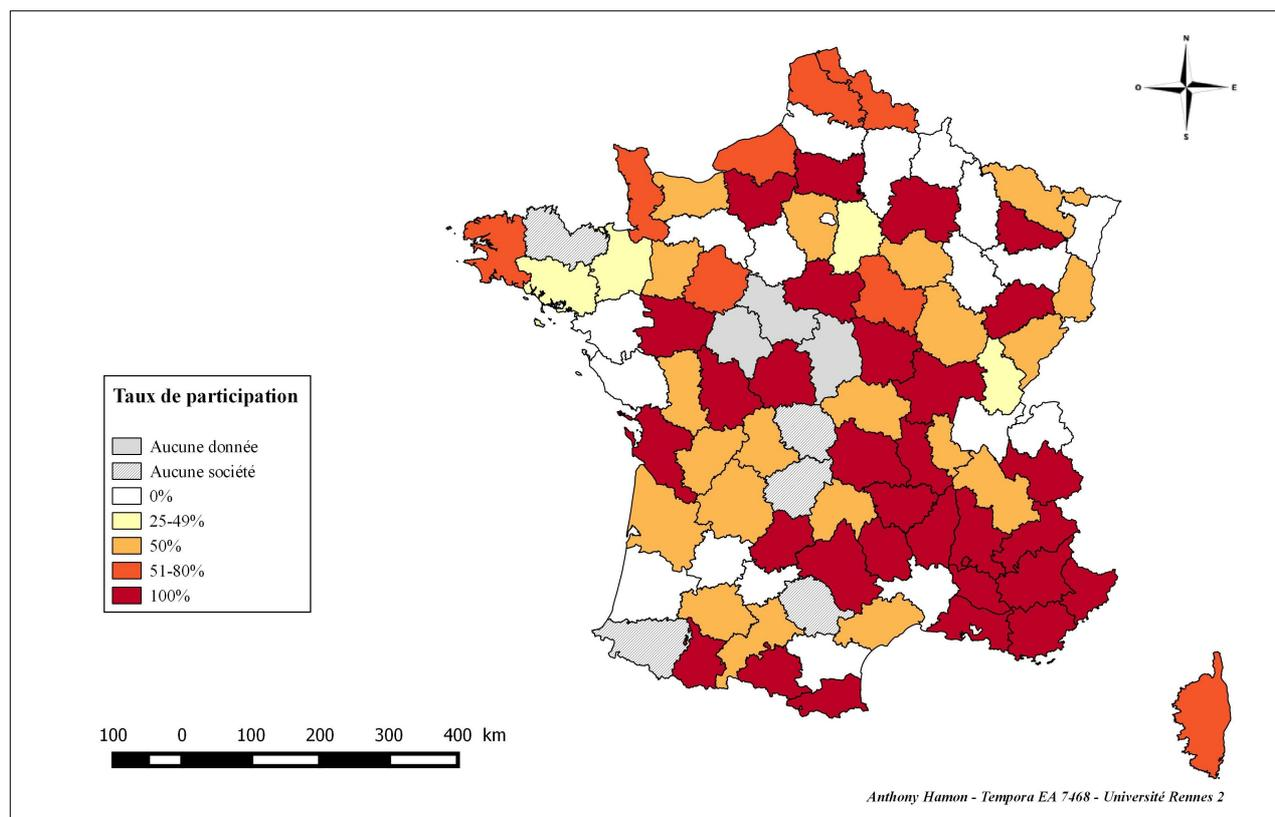 N
O
E
S
Taux de participation
Aucune donnée
Aucune société
0%
25-49%
50%
51-80%
100%
100 0 100 200 300 400 km
Anthony Hamon - Tempora EA 7468 - Université Rennes 2